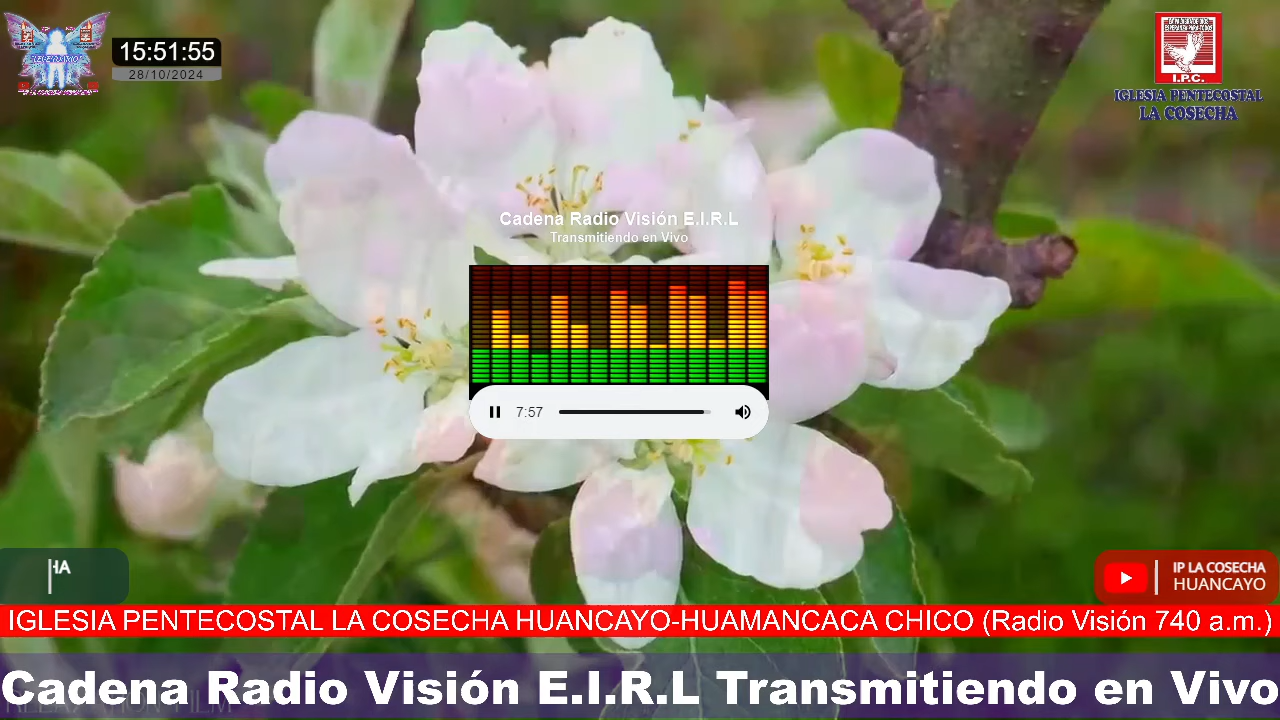 15:51:55
28/10/2024
I.P.C.
IGLESIA PENTECOSTAL
LA COSECHA
Cadena Radio Visión E.I.R.L
Transmitiendo en Vivo
7:57
HA
IP LA COSECHA
HUANCAYO
IGLESIA PENTECOSTAL LA COSECHA HUANCAYO-HUAMANCACA CHICO (Radio Visión 740 a.m.)
Cadena Radio Visión E.I.R.L Transmitiendo en Vivo